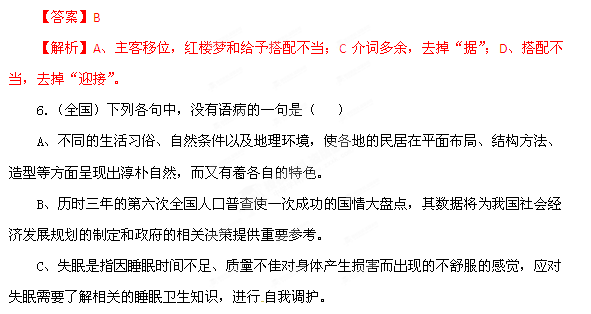 【答案】B
【解析】A、主客移位，红楼梦和给予搭配不当；C 介词多余，去掉“据”；D、搭配不
当，去掉“迎接”。
6.（全国）下列各句中，没有语病的一句是（　　）
A、不同的生活习俗、自然条件以及地理环境，使各地的民居在平面布局、结构方法、
造型等方面呈现出淳朴自然，而又有着各自的特色。
B、历时三年的第六次全国人口普查使一次成功的国情大盘点，其数据将为我国社会经
济发展规划的制定和政府的相关决策提供重要参考。
C、失眠是指因睡眠时间不足、质量不佳对身体产生损害而出现的不舒服的感觉，应对
失眠需要了解相关的睡眠卫生知识，进行自我调护。